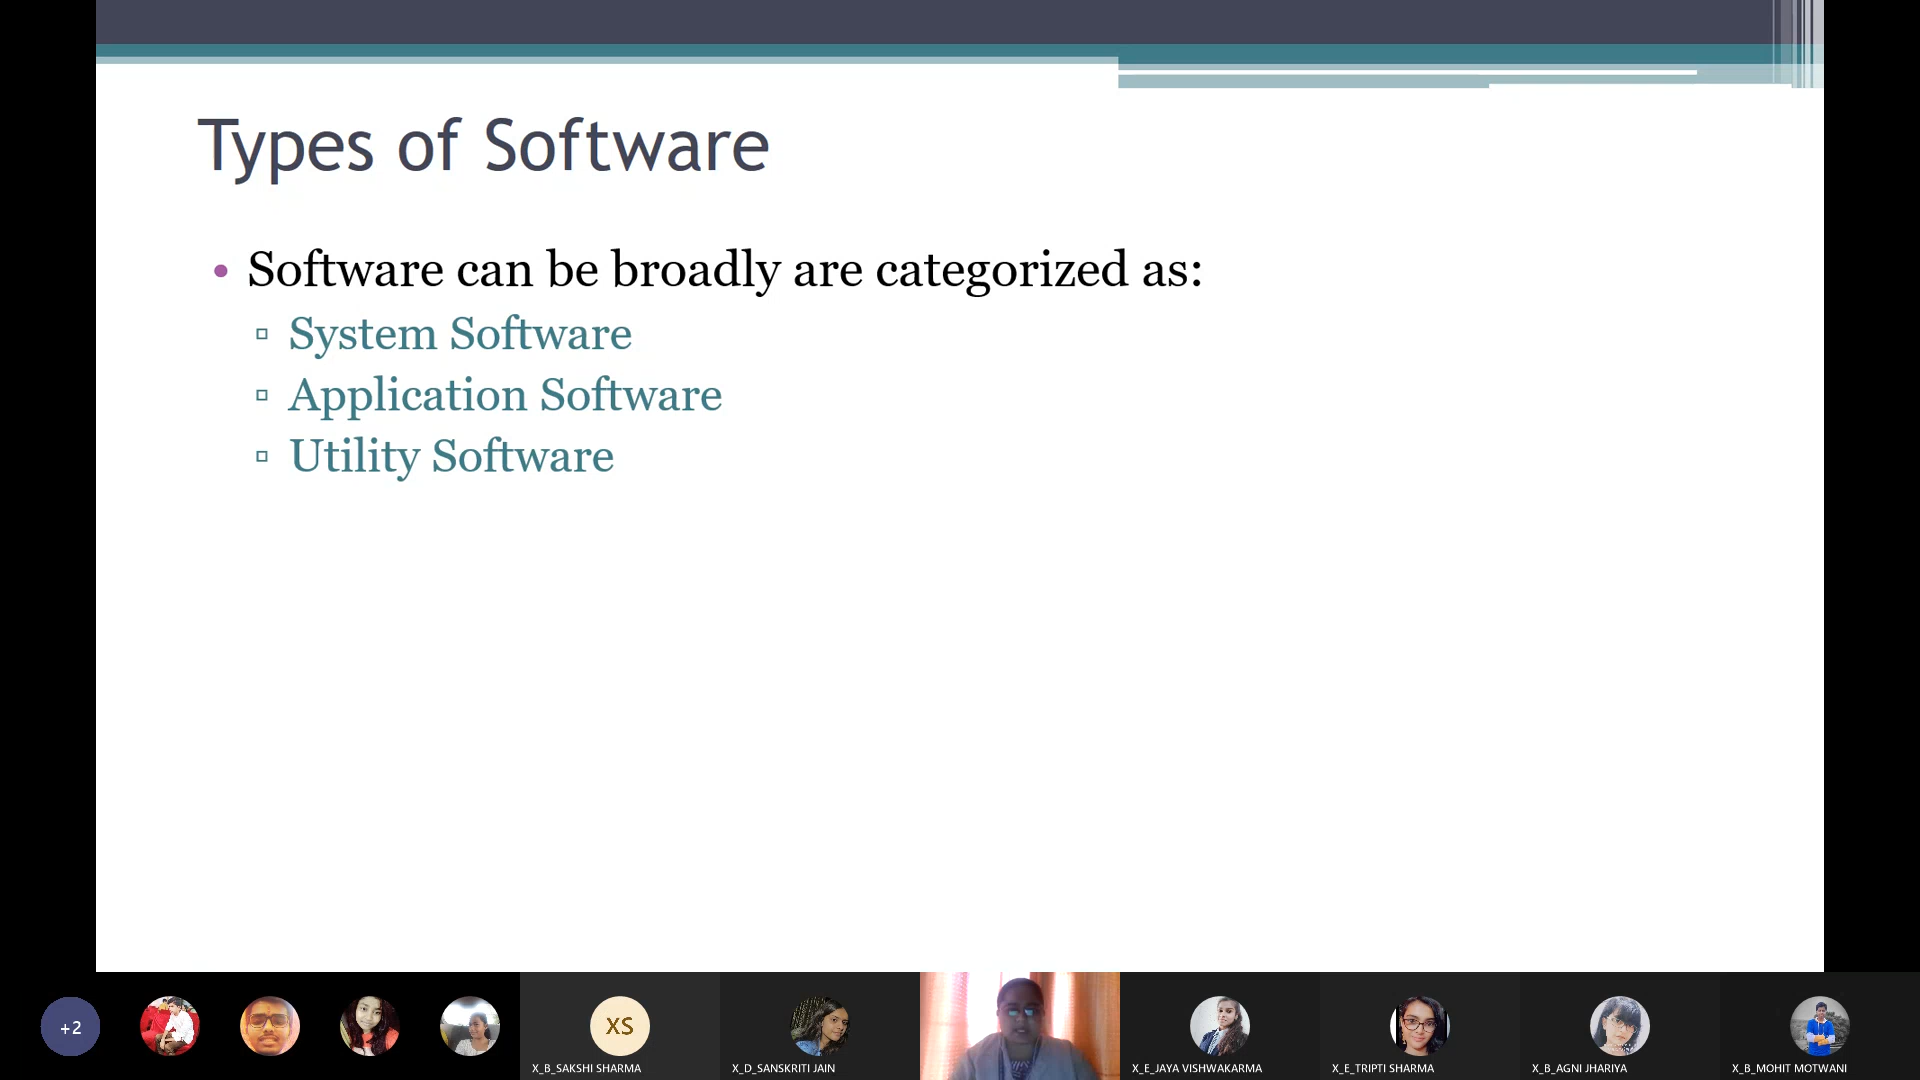 Types of Software
• Software can be broadly are categorized as:
▫ System Software
▫ Application Software
▫ Utility Software
+2
XS
X_B_SAKSHI SHARMA
X_D_SANSKRITI JAIN
X_E_JAYA VISHWAKARMA
X_E_TRIPTI SHARMA
X_B_AGNI JHARIYA
X_B_MOHIT MOTWANI